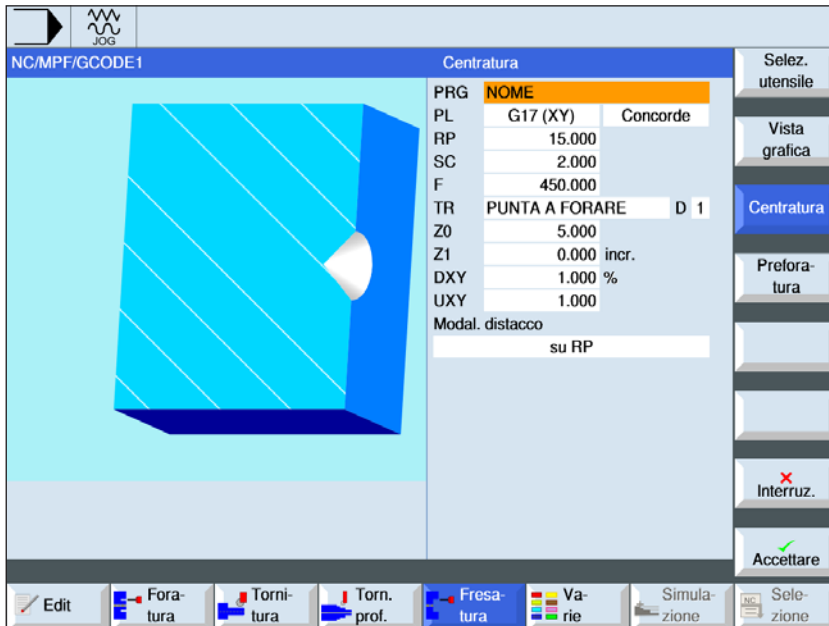 JOG
NC/MPF/GCODE1
Centratura
PRG NOME
PL G17 (XY) Concorde
RP 15.000
SC 2.000
F 450.000
TR PUNTA A FORARE D 1
Z0 5.000
Z1 0.000 incr.
DXY 1.000 %
UXY 1.000
Modal. distacco
su RP
Selez.
utensile
Vista
grafica
Centratura
Prefora-
tura
Interruz.
Accettare
Edit
Fora-
tura
Torni-
tura
Torn.
prof.
Fresa-
tura
Va-
rie
Simula-
zione
NC
Sele-
zione